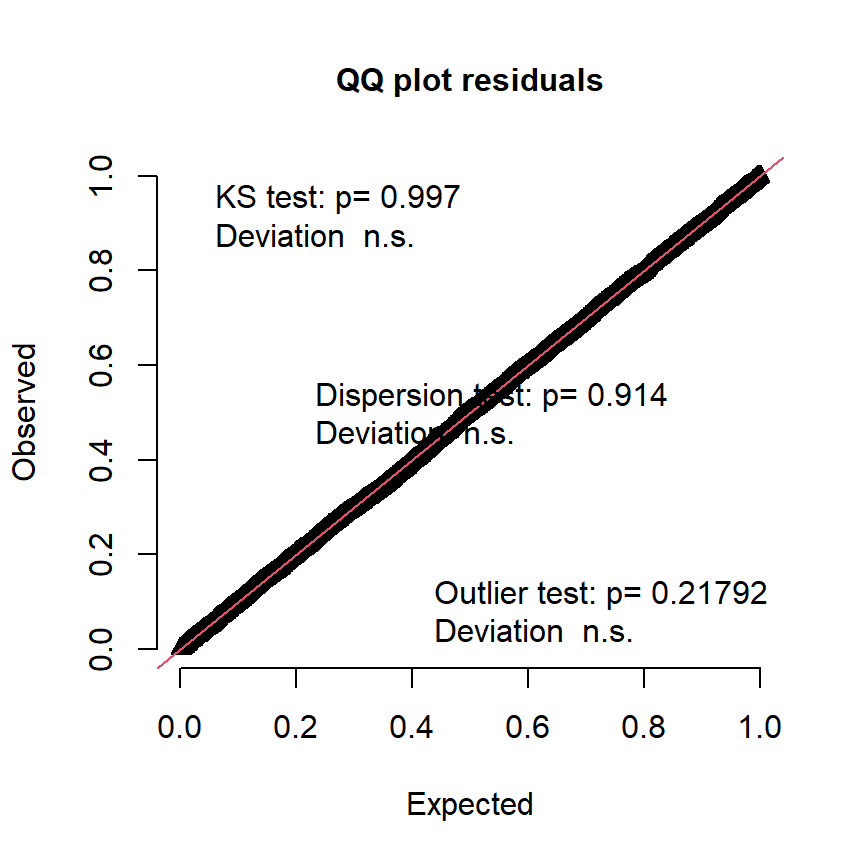 QQ plot residuals
KS test: p= 0.997
Deviation  n.s.
Dispersion test: p= 0.914
Deviation  n.s.
Outlier test: p= 0.21792
Deviation  n.s.
Observed
1.0
0.8
0.6
0.4
0.2
0.0
0.0 0.2 0.4 0.6 0.8 1.0
Expected